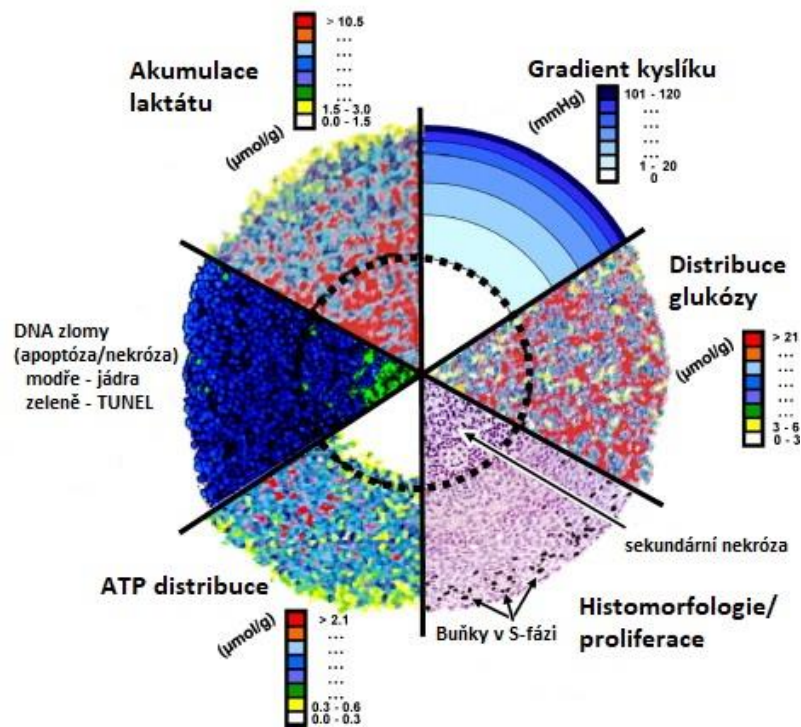 Akumulace
laktátu
> 10.5
...
...
...
...
...
1.5 - 3.0
0.0 - 1.5
(µmol/g)
Gradient kyslíku
(mmHg)
101 - 120
...
...
...
...
1 - 20
0
Distribuce
glukózy
(µmol/g)
> 21
...
...
...
...
...
3 - 6
0 - 3
DNA zlomy
(apoptóza/nekróza)
modře - jádra
zeleně - TUNEL
sekundární nekróza
ATP distribuce
(µmol/g)
> 2.1
...
...
...
...
...
0.3 - 0.6
0.0 - 0.3
Buňky v S-fázi
Histomorfologie/
proliferace